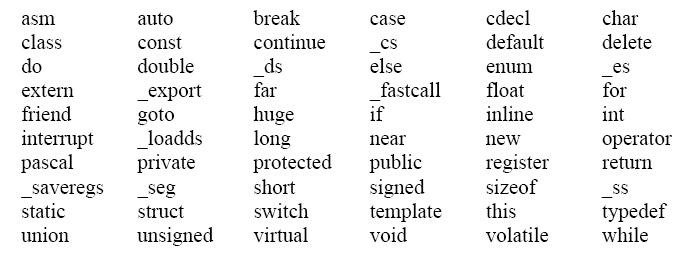 asm auto break case cdecl char
class const continue _cs default delete
do double _ds else enum _es
extern _export far _fastcall float for
friend goto huge if inline int
interrupt _loadds long near new operator
pascal private protected public register return
_saveregs _seg short signed sizeof _ss
static struct switch template this typedef
union unsigned virtual void volatile while